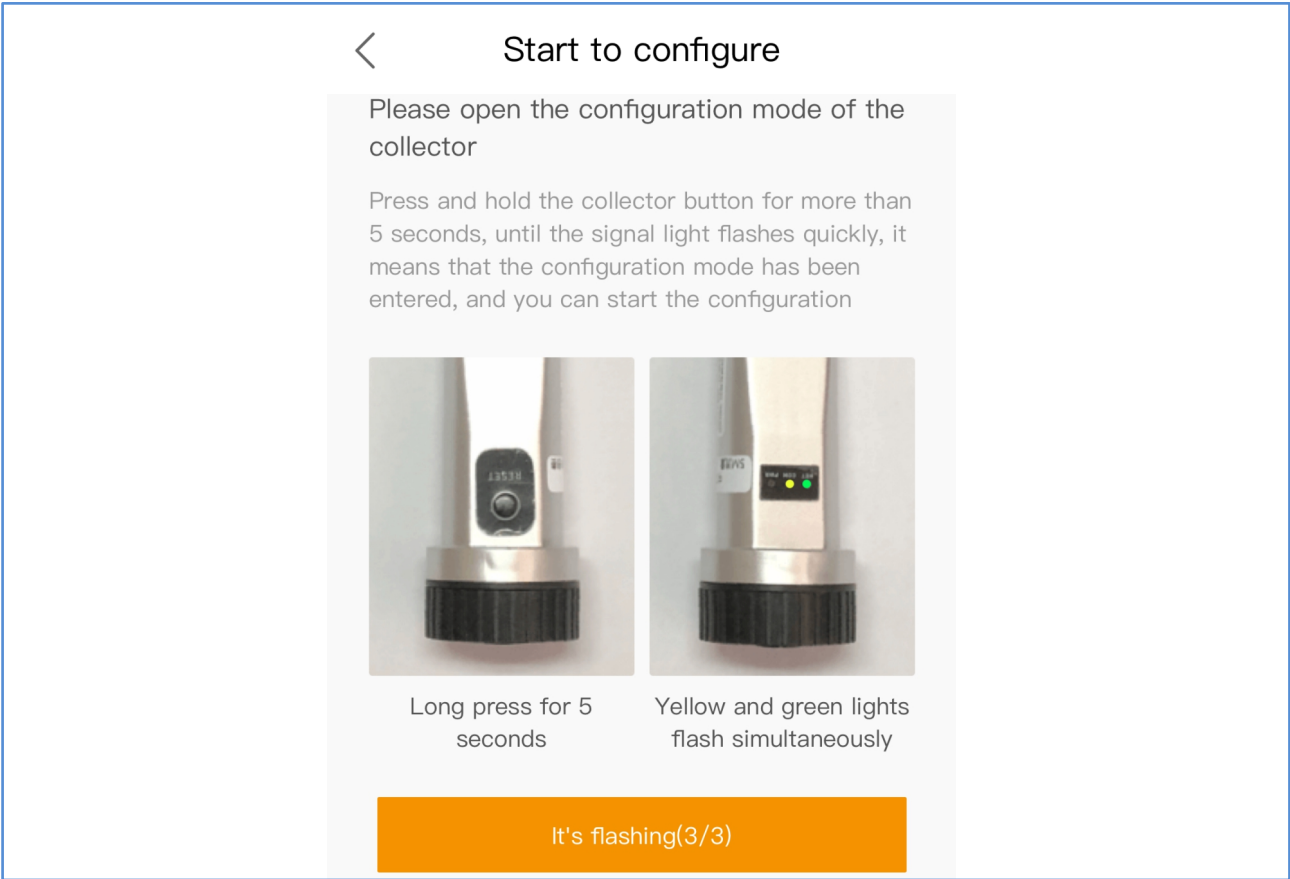 Start to configure
Please open the configuration mode of the
collector
Press and hold the collector button for more than
5 seconds, until the signal light flashes quickly, it
means that the configuration mode has been
entered, and you can start the configuration
RESET
NET COM PWR
Long press for 5
seconds
Yellow and green lights
flash simultaneously
It's flashing(3/3)